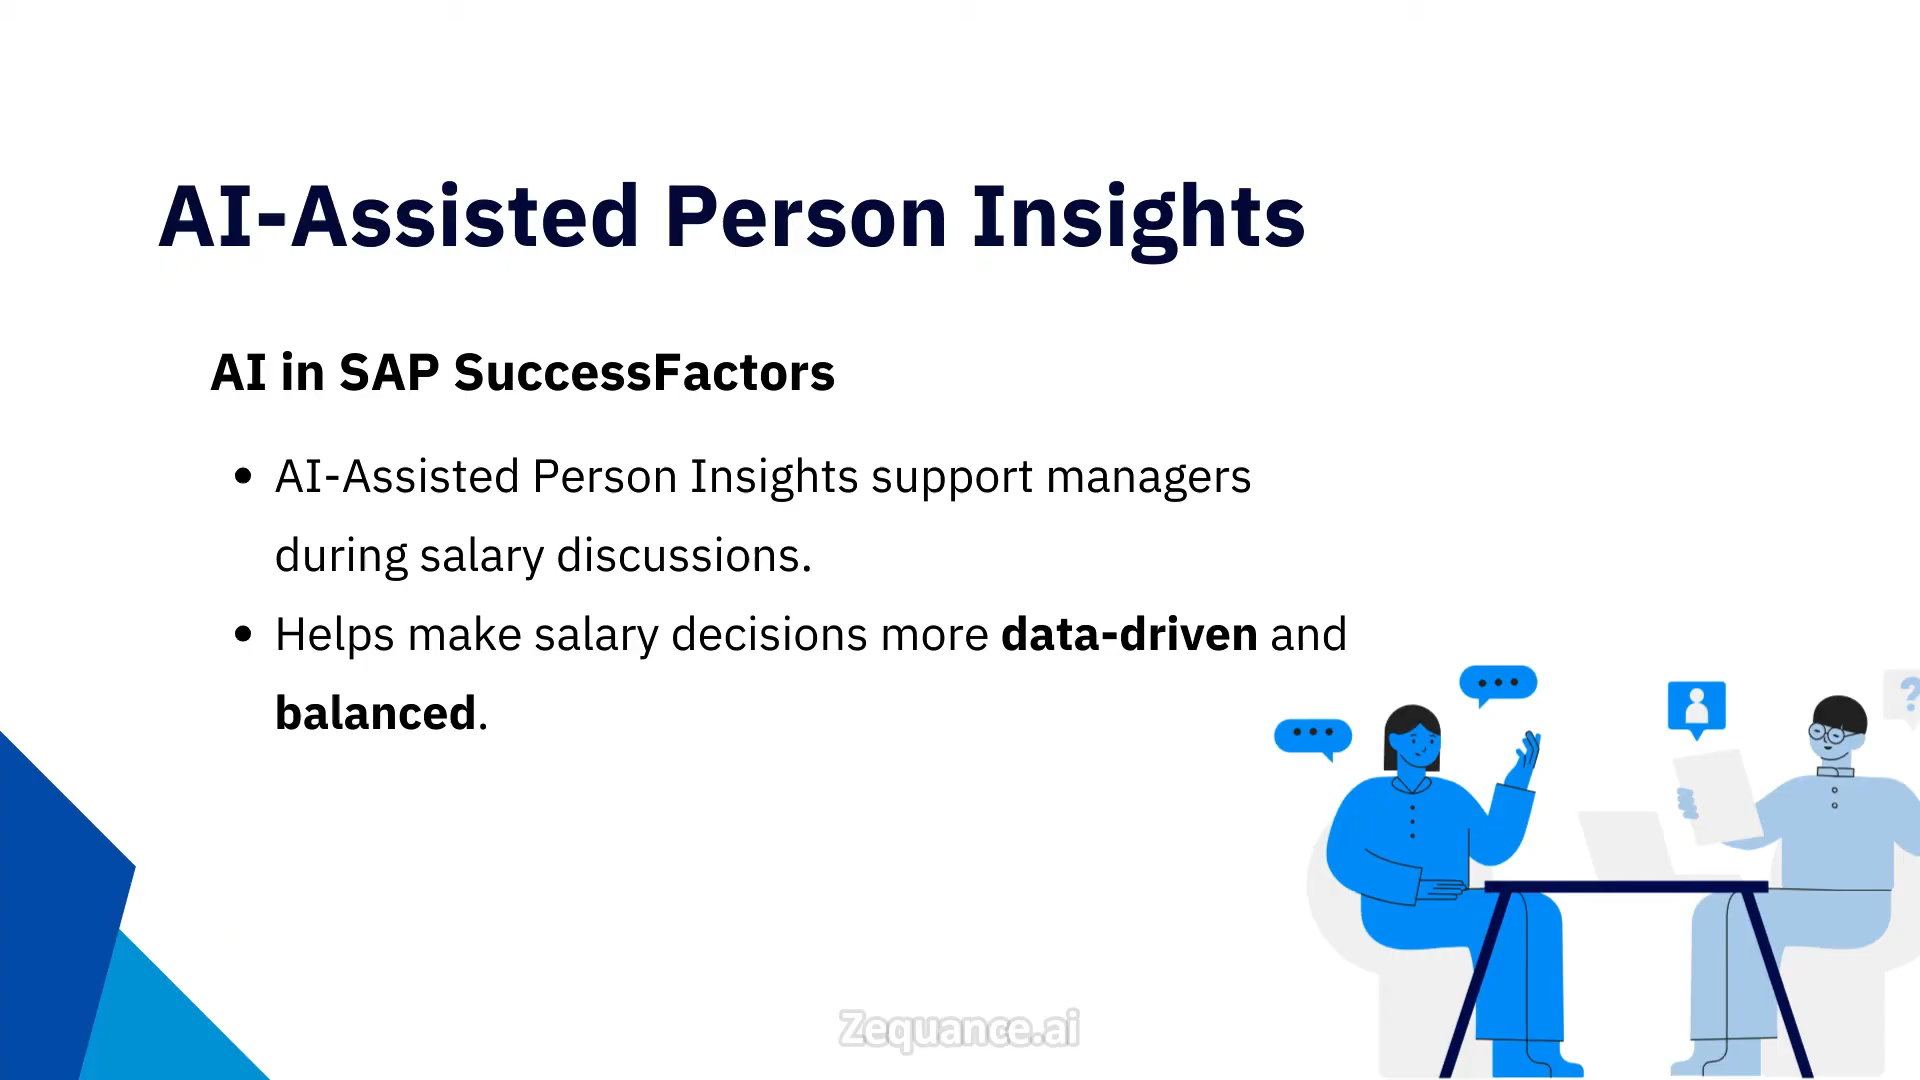 AI-Assisted Person Insights
AI in SAP SuccessFactors
• AI-Assisted Person Insights support managers
during salary discussions.
• Helps make salary decisions more data-driven and
balanced.
?
Zequance.ai